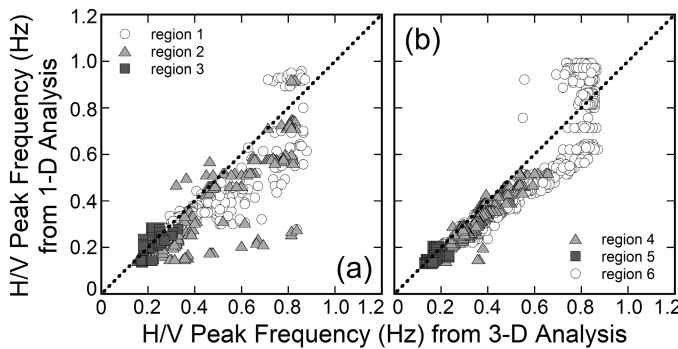 H/V Peak Frequency (Hz)
from 1-D Analysis
1.2
1.0
0.8
0.6
0.4
0.2
0
region 1
region 2
region 3
(a)
0.2
0.4
0.6
0.8
1.0
1.2
(b)
region 4
region 5
region 6
0.2
0.4
0.6
0.8
1.0
1.2
H/V Peak Frequency (Hz) from 3-D Analysis